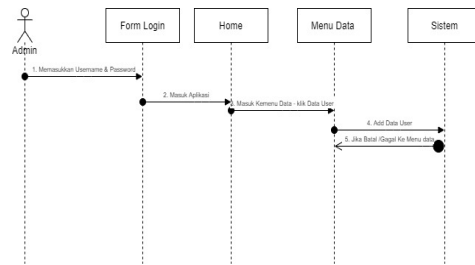 Form Login
Home
Menu Data
Sistem
Admin
1. Memasukkan Username & Password
2. Masuk Aplikasi
3. Masuk Kemenu Data - klik Data User
4. Add Data User
5. Jika Batal /Gagal Ke Menu data